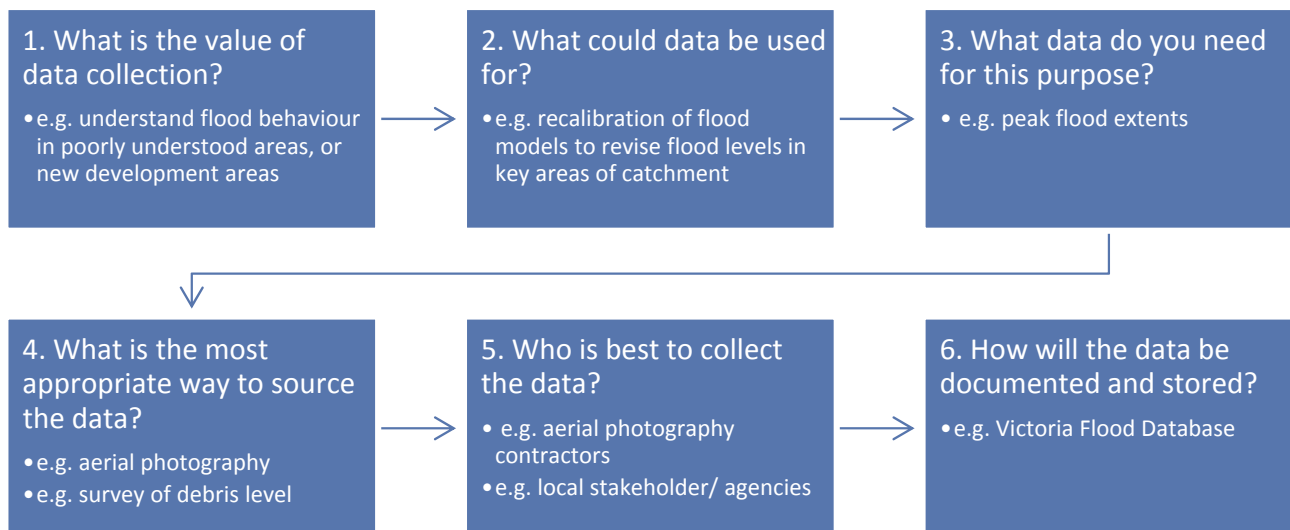 1. What is the value of
data collection?
•e.g. understand flood behaviour
in poorly understood areas, or
new development areas
2. What could data be used
for?
•e.g. recalibration of flood
models to revise flood levels in
key areas of catchment
3. What data do you need
for this purpose?
• e.g. peak flood extents
4. What is the most
appropriate way to source
the data?
•e.g. aerial photography
•e.g. survey of debris level
5. Who is best to collect
the data?
• e.g. aerial photography
contractors
•e.g. local stakeholder/ agencies
6. How will the data be
documented and stored?
•e.g. Victoria Flood Database